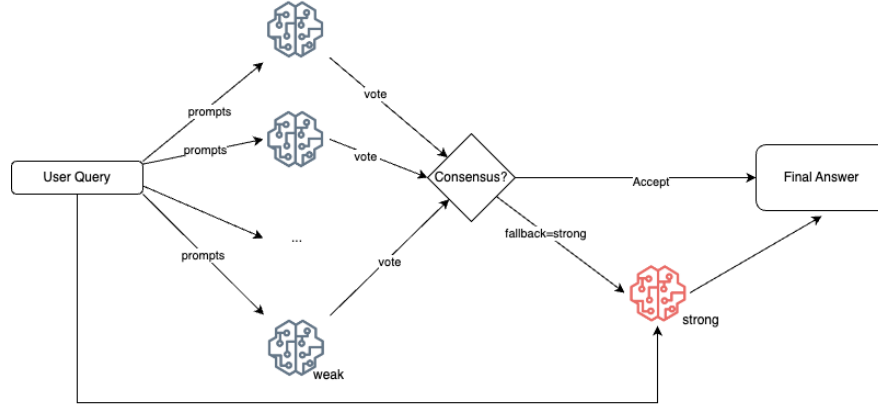 vote
prompts
prompts
vote
User Query
Consensus?
Accept
Final Answer
...
prompts
vote
fallback=strong
strong
weak